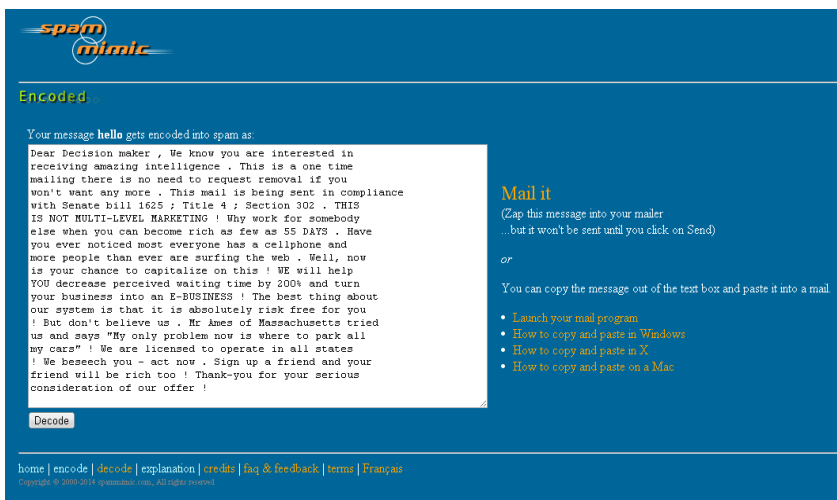 spam
mimic
Encoded
Your message hello gets encoded into spam as:
Dear Decision maker , We know you are interested in
receiving amazing intelligence . This is a one time
mailing there is no need to request removal if you
won't want any more . This mail is being sent in compliance
with Senate bill 1625 ; Title 4 ; Section 302 . THIS
IS NOT MULTI-LEVEL MARKETING ! Why work for somebody
else when you can become rich as few as 55 DAYS . Have
you ever noticed most everyone has a cellphone and
more people than ever are surfing the web . Well, now
is your chance to capitalize on this ! WE will help
YOU decrease perceived waiting time by 200% and turn
your business into an E-BUSINESS ! The best thing about
our system is that it is absolutely risk free for you
! But don't believe us . Mr Ames of Massachusetts tried
us and says "My only problem now is where to park all
my cars" ! We are licensed to operate in all states
! We beseech you - act now . Sign up a friend and your
friend will be rich too ! Thank-you for your serious
consideration of our offer !
Decode
Mail it
(Zap this message into your mailer
...but it won't be sent until you click on Send)
or
You can copy the message out of the text box and paste it into a mail.
• Launch your mail program
• How to copy and paste in Windows
• How to copy and paste in X
• How to copy and paste on a Mac
home | encode | decode | explanation | credits | faq & feedback | terms | Français
Copyright © 2000-2014 spammimic.com, All rights reserved